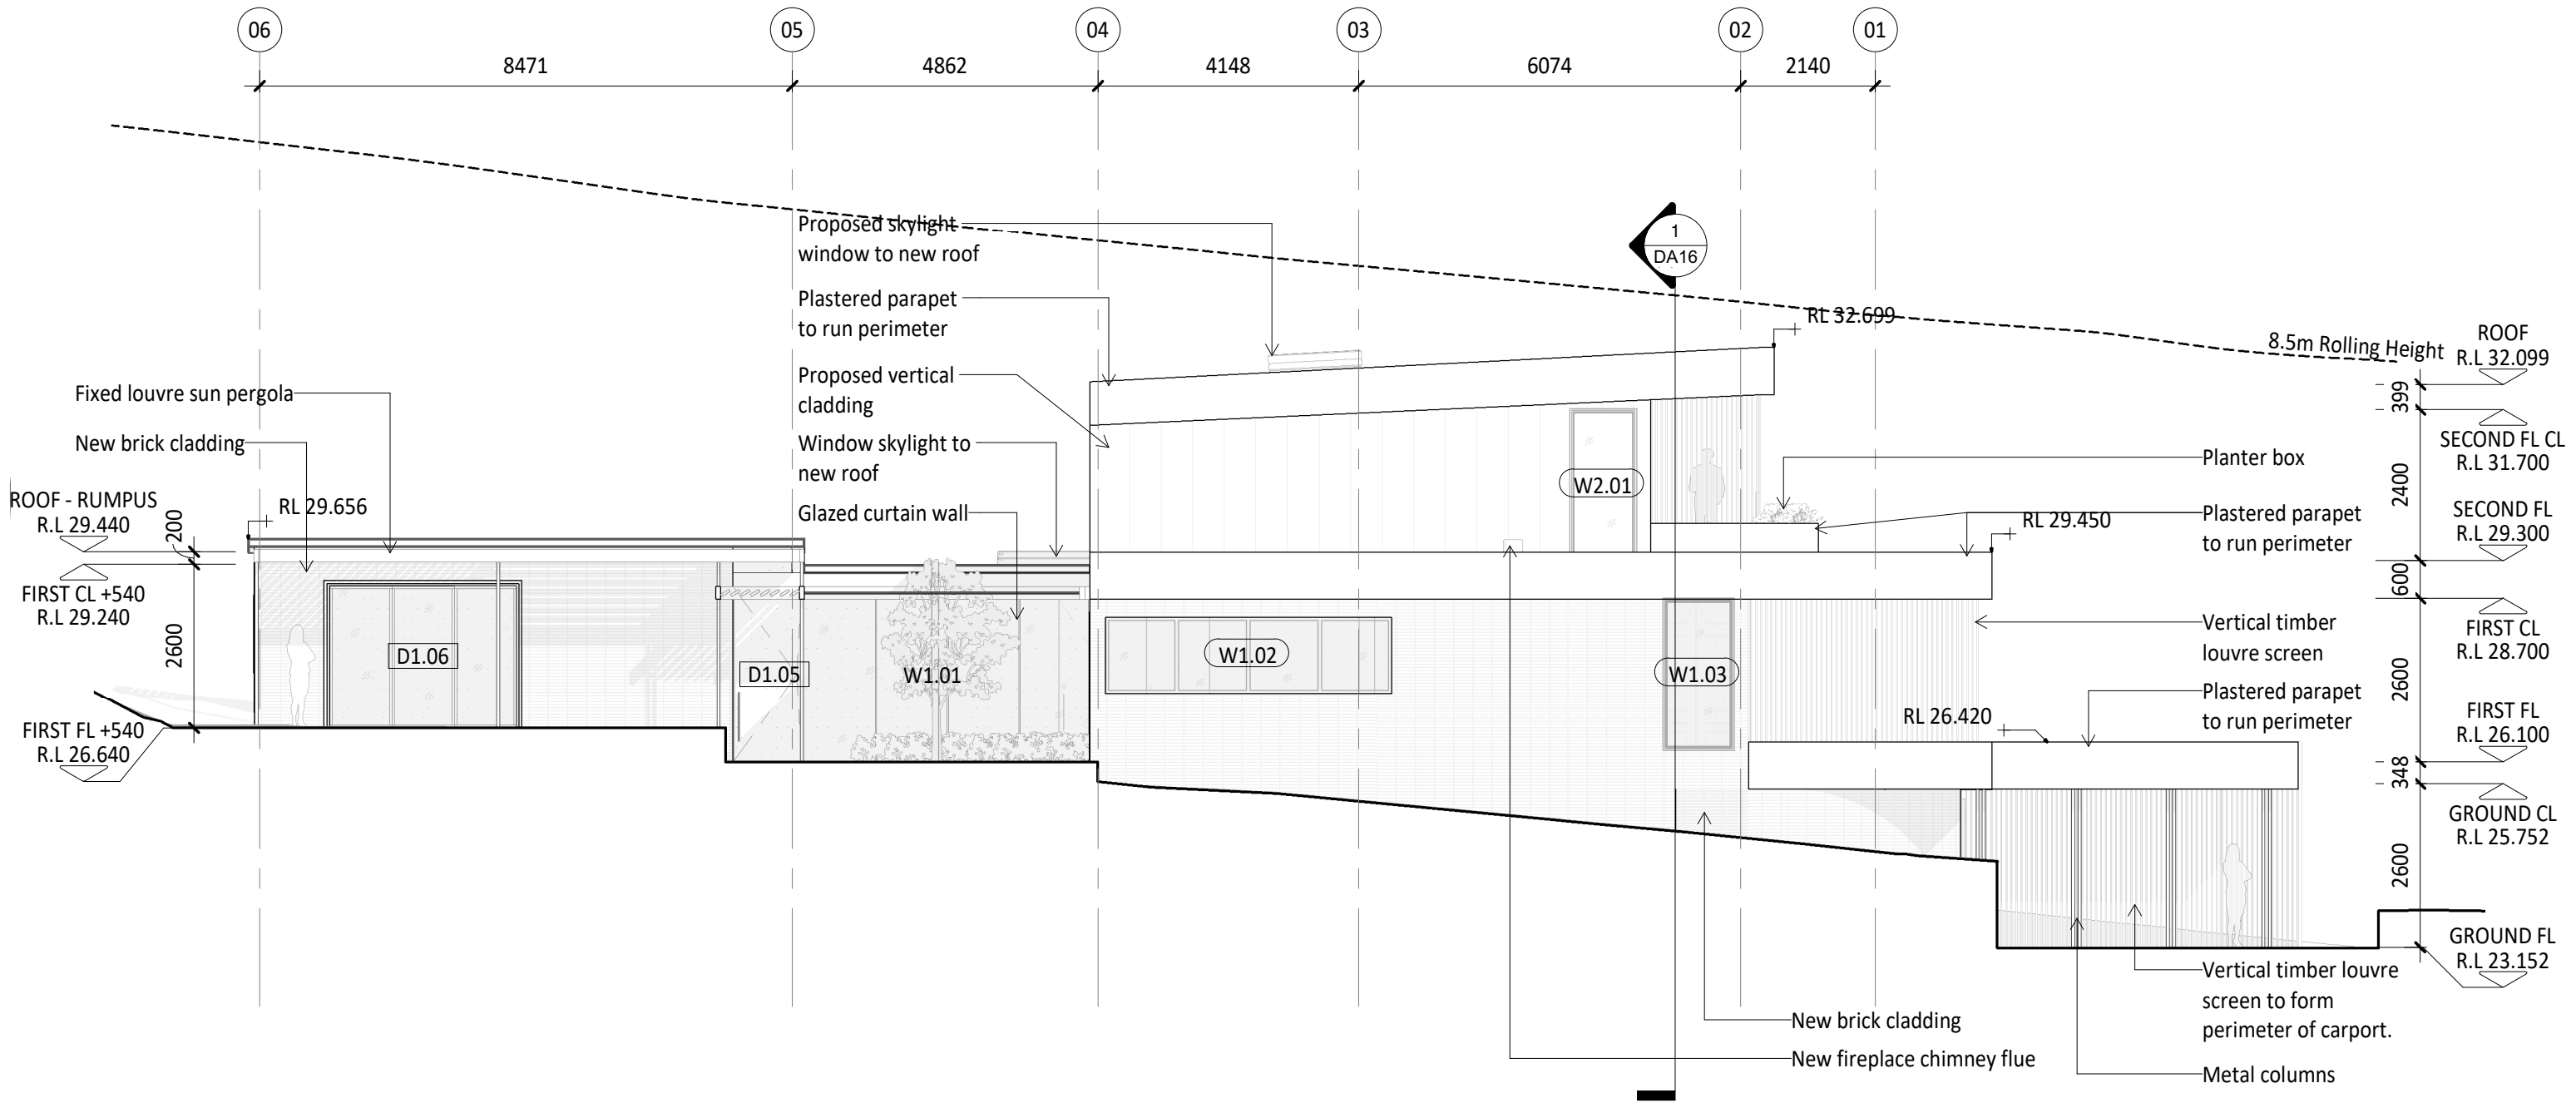 06
05
04
03
02
01
8471
4862
4148
6074
2140
Proposed skylight
window to new roof
1
DA16
Plastered parapet
to run perimeter
RL 32.699
8.5m Rolling Height
ROOF
R.L 32.099
399
Proposed vertical
cladding
Fixed louvre sun pergola
New brick cladding
Window skylight to
new roof
SECOND FL CL
R.L 31.700
Planter box
2400
W2.01
ROOF - RUMPUS
R.L 29.440
200
RL 29.656
Glazed curtain wall
Plastered parapet
to run perimeter
RL 29.450
SECOND FL
R.L 29.300
600
FIRST CL +540
R.L 29.240
2600
D1.06
D1.05
W1.01
W1.02
W1.03
Vertical timber
louvre screen
FIRST CL
R.L 28.700
2600
Plastered parapet
to run perimeter
RL 26.420
FIRST FL +540
R.L 26.640
FIRST FL
R.L 26.100
348
GROUND CL
R.L 25.752
2600
GROUND FL
R.L 23.152
Vertical timber louvre
screen to form
perimeter of carport.
New brick cladding
New fireplace chimney flue
Metal columns